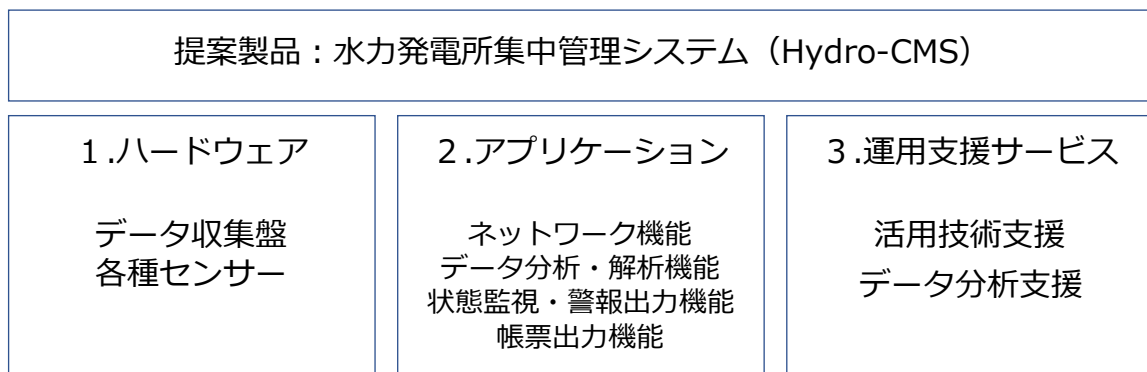 提案製品：水力発電所集中管理システム（Hydro-CMS）
１.ハードウェア
データ収集盤
各種センサー
２.アプリケーション
ネットワーク機能
データ分析・解析機能
状態監視・警報出力機能
帳票出力機能
３.運用支援サービス
活用技術支援
データ分析支援